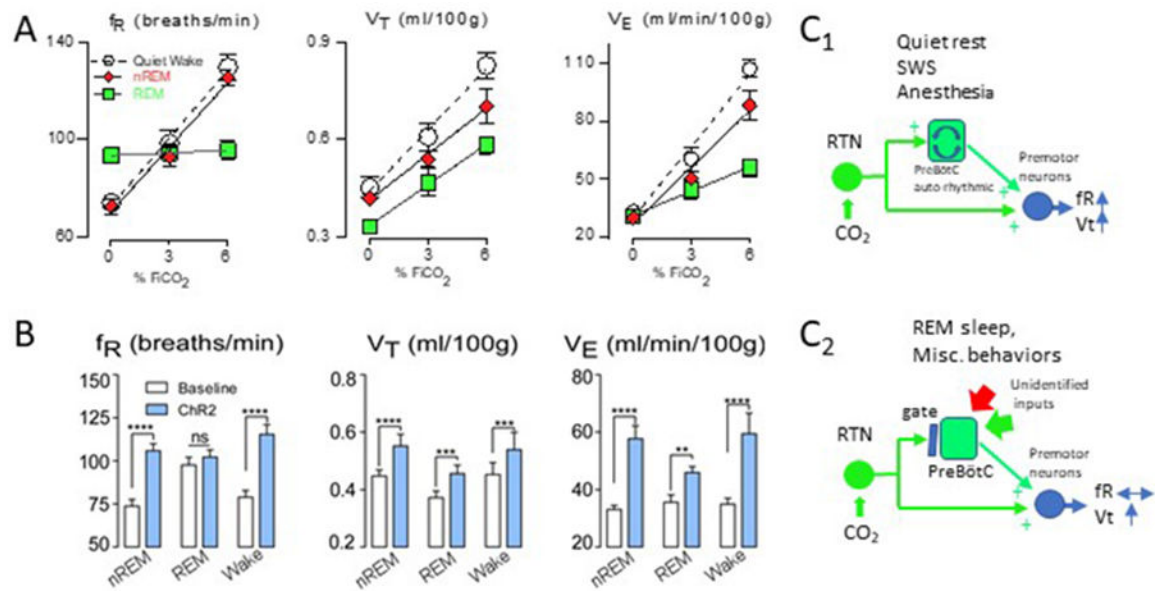 A
fR (breaths/min)
140
100
60
Quiet Wake
nREM
REM
0 3 6
% FiCO2
VT (ml/100g)
0.9
0.6
0.3
0 3 6
% FiCO2
VE (ml/min/100g)
110
80
50
20
0 3 6
% FiCO2
C1
Quiet rest
SWS
Anesthesia
RTN
+
PreBötC
auto rhythmic
Premotor
neurons
+
+
fR
Vt
CO2
B
fR (breaths/min)
150
125
100
75
50
Baseline
ChR2
**** ns ****
nREM REM Wake
VT (ml/100g)
0.8
0.6
0.4
0.2
**** *** ***
nREM REM Wake
VE (ml/min/100g)
80
60
40
20
**** ** ****
nREM REM Wake
C2
REM sleep,
Misc. behaviors
Unidentified
inputs
gate
RTN
PreBötC
Premotor
neurons
+
+
fR
Vt
CO2